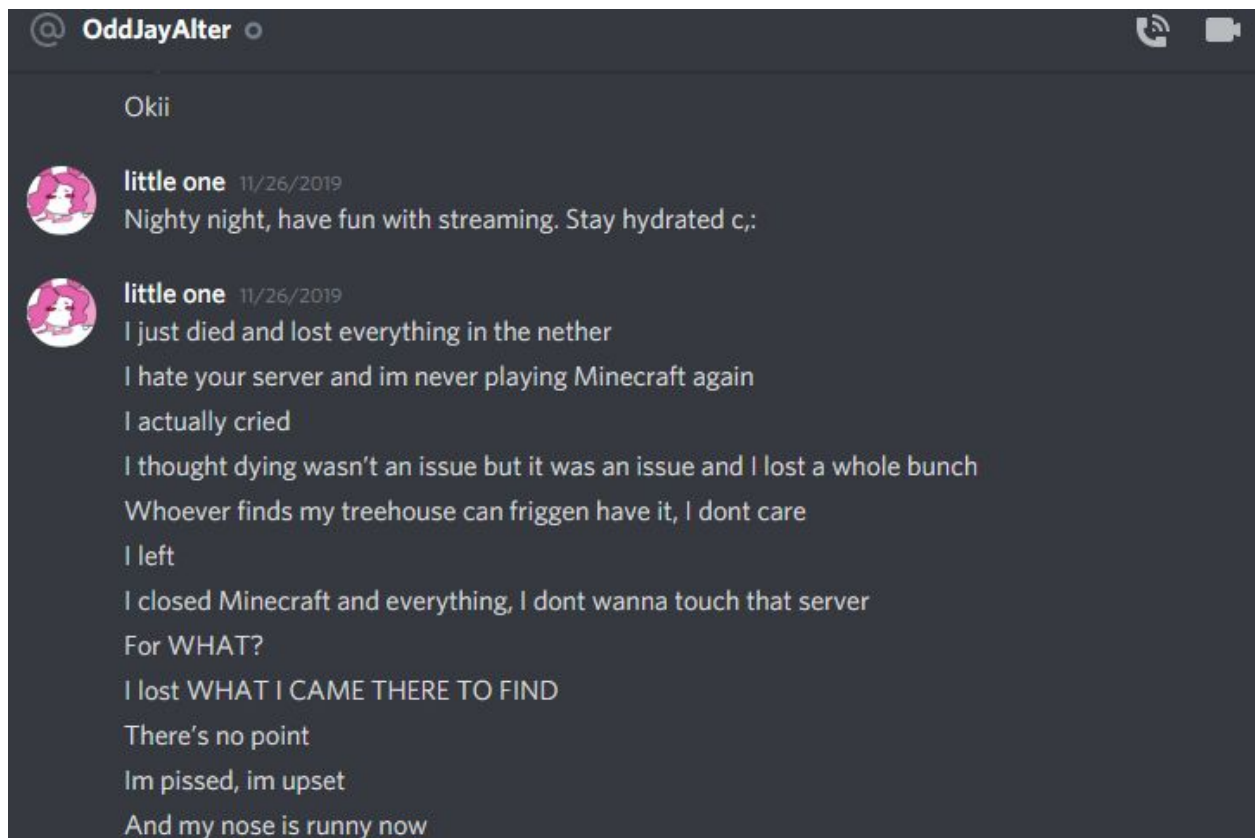 OddJayAlter
Okii
little one 11/26/2019
Nighty night, have fun with streaming. Stay hydrated c,:
little one 11/26/2019
I just died and lost everything in the nether
I hate your server and im never playing Minecraft again
I actually cried
I thought dying wasn't an issue but it was an issue and I lost a whole bunch
Whoever finds my treehouse can friggen have it, I dont care
I left
I closed Minecraft and everything, I dont wanna touch that server
For WHAT?
I lost WHAT I CAME THERE TO FIND
There's no point
Im pissed, im upset
And my nose is runny now